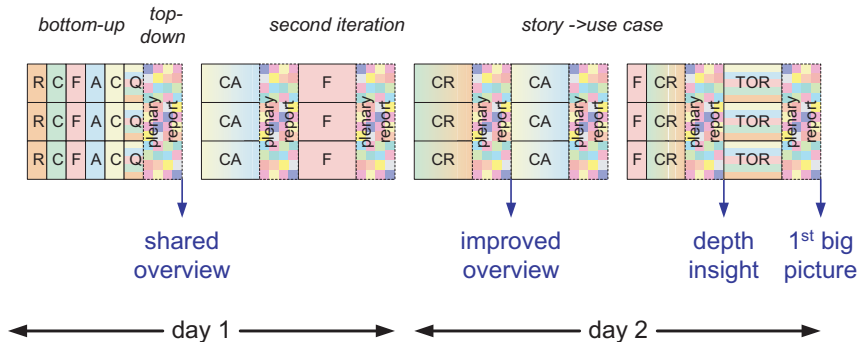 bottom-up
top-
down
second iteration
story ->use case
R C F A C Q plenary report CA plenary report F plenary report CR plenary report CA plenary report F CR plenary report TOR plenary report
R C F A C Q CA F CR CA F CR TOR
R C F A C Q CA F CR CA F CR TOR
shared
overview
improved
overview
depth
insight
1st big
picture
day 1
day 2